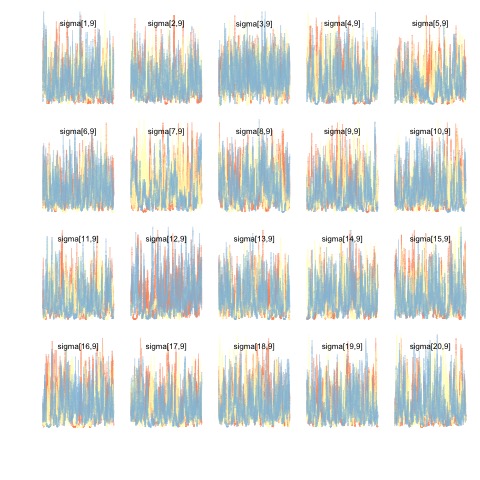 sigma[1,9] sigma[2,9] sigma[3,9] sigma[4,9] sigma[5,9]
sigma[6,9] sigma[7,9] sigma[8,9] sigma[9,9] sigma[10,9]
sigma[11,9] sigma[12,9] sigma[13,9] sigma[14,9] sigma[15,9]
sigma[16,9] sigma[17,9] sigma[18,9] sigma[19,9] sigma[20,9]